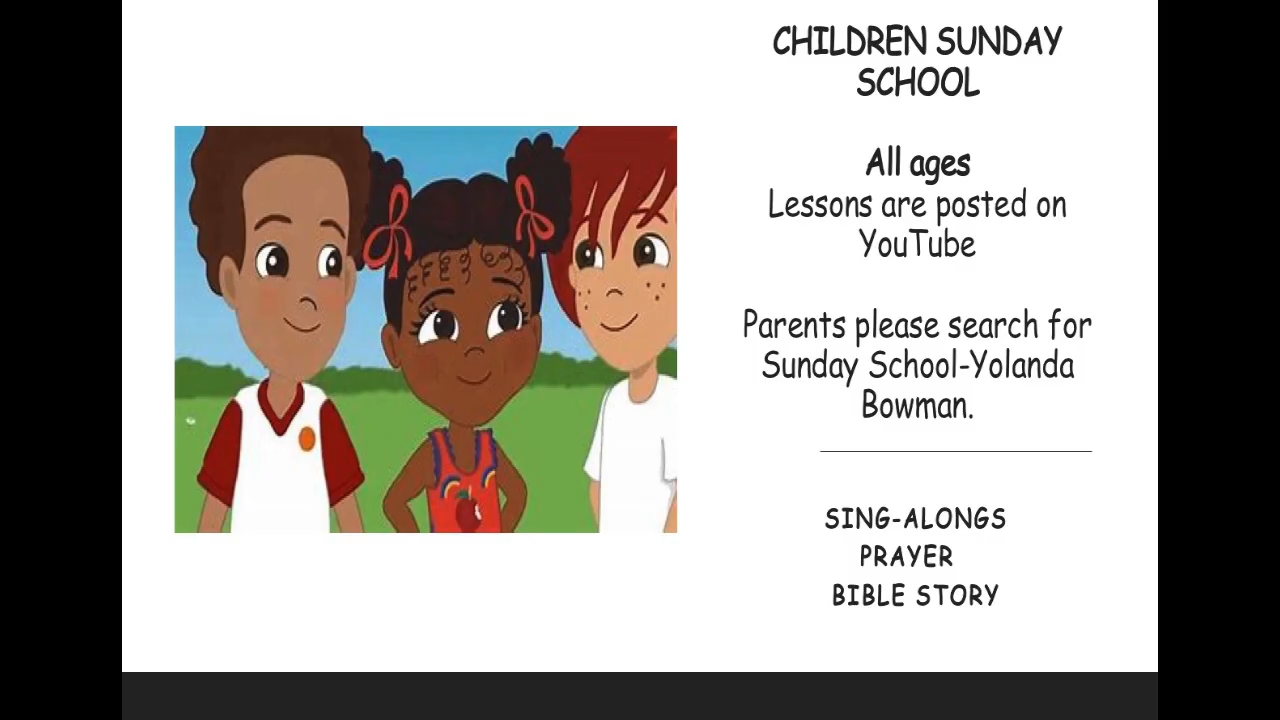 CHILDREN SUNDAY
SCHOOL
All ages
Lessons are posted on
YouTube
Parents please search for
Sunday School-Yolanda
Bowman.
SING-ALONGS
PRAYER
BIBLE STORY